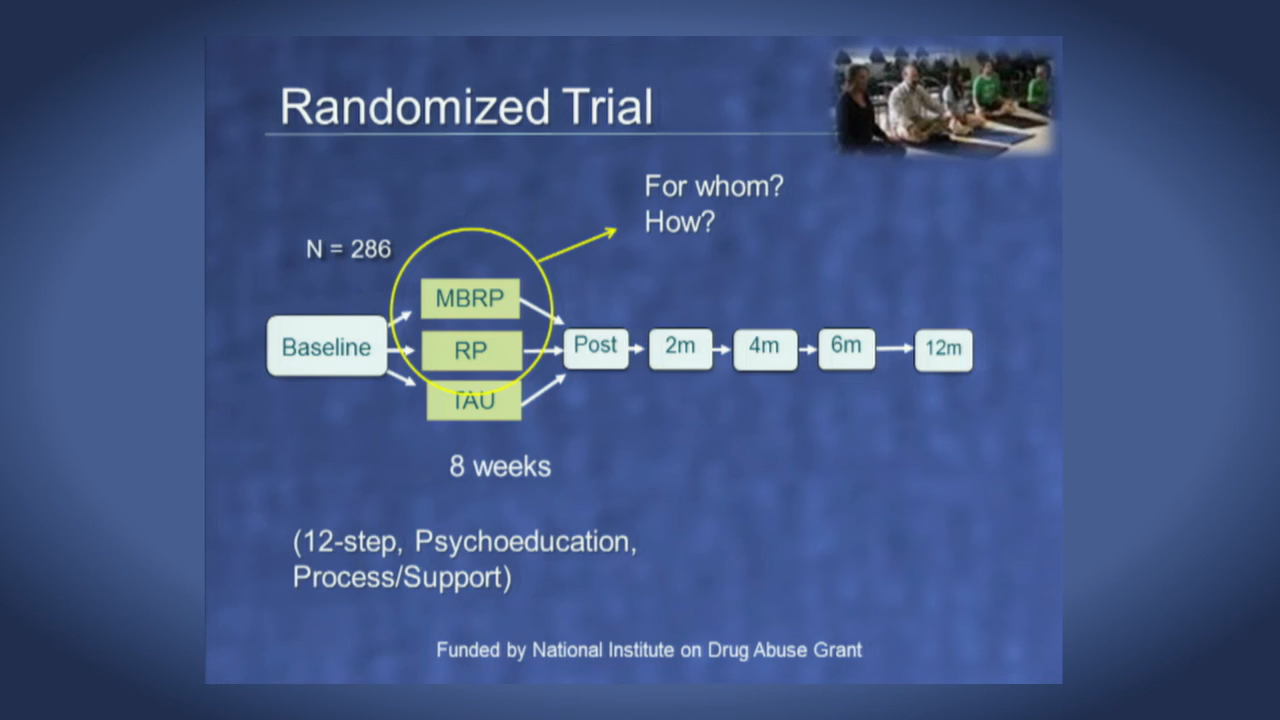 Randomized Trial
For whom?
How?
N = 286
MBRP
Baseline
RP
Post
2m
4m
6m
12m
TAU
8 weeks
(12-step, Psychoeducation,
Process/Support)
Funded by National Institute on Drug Abuse Grant